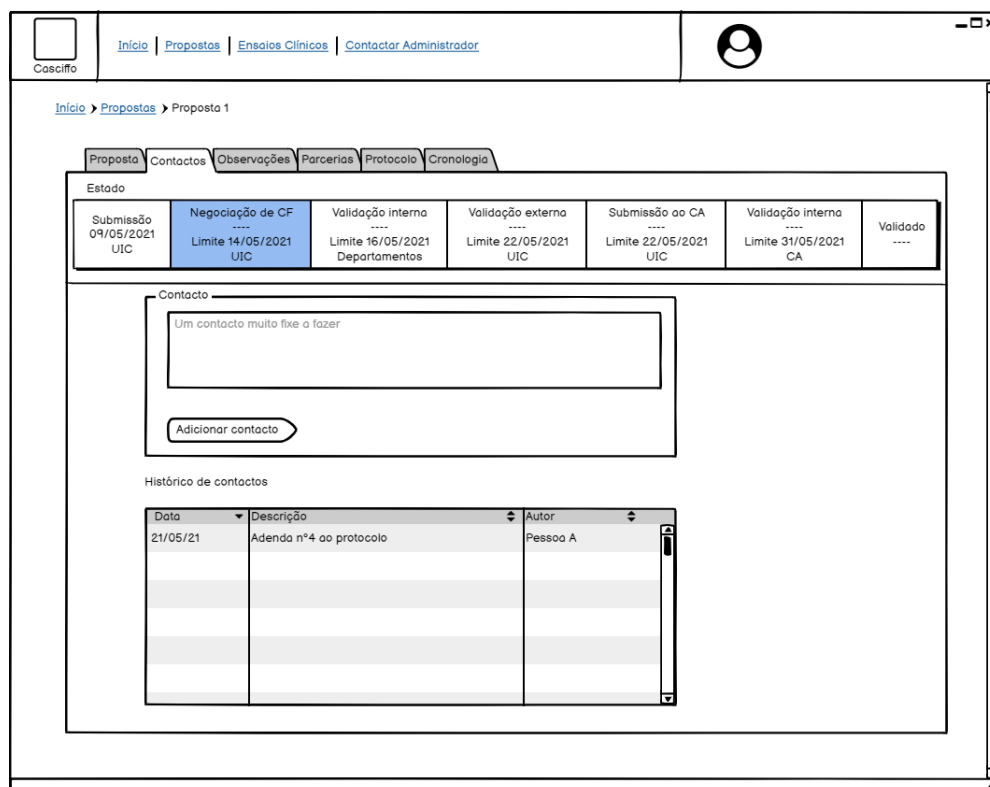 Casciffo
Início | Propostas | Ensaios Clínicos | Contactar Administrador
Início > Propostas > Proposta 1
Proposta Contactos Observações Parcerias Protocolo Cronologia
Estado
Submissão
09/05/2021
UIC
Negociação de CF
----
Limite 14/05/2021
UIC
Validação interna
----
Limite 16/05/2021
Departamentos
Validação externa
----
Limite 22/05/2021
UIC
Submissão ao CA
----
Limite 22/05/2021
UIC
Validação interna
----
Limite 31/05/2021
CA
Validado
----
Contacto
Um contacto muito fixe a fazer
Adicionar contacto
Histórico de contactos
Data Descrição Autor
21/05/21 Adenda nº4 ao protocolo Pessoa A